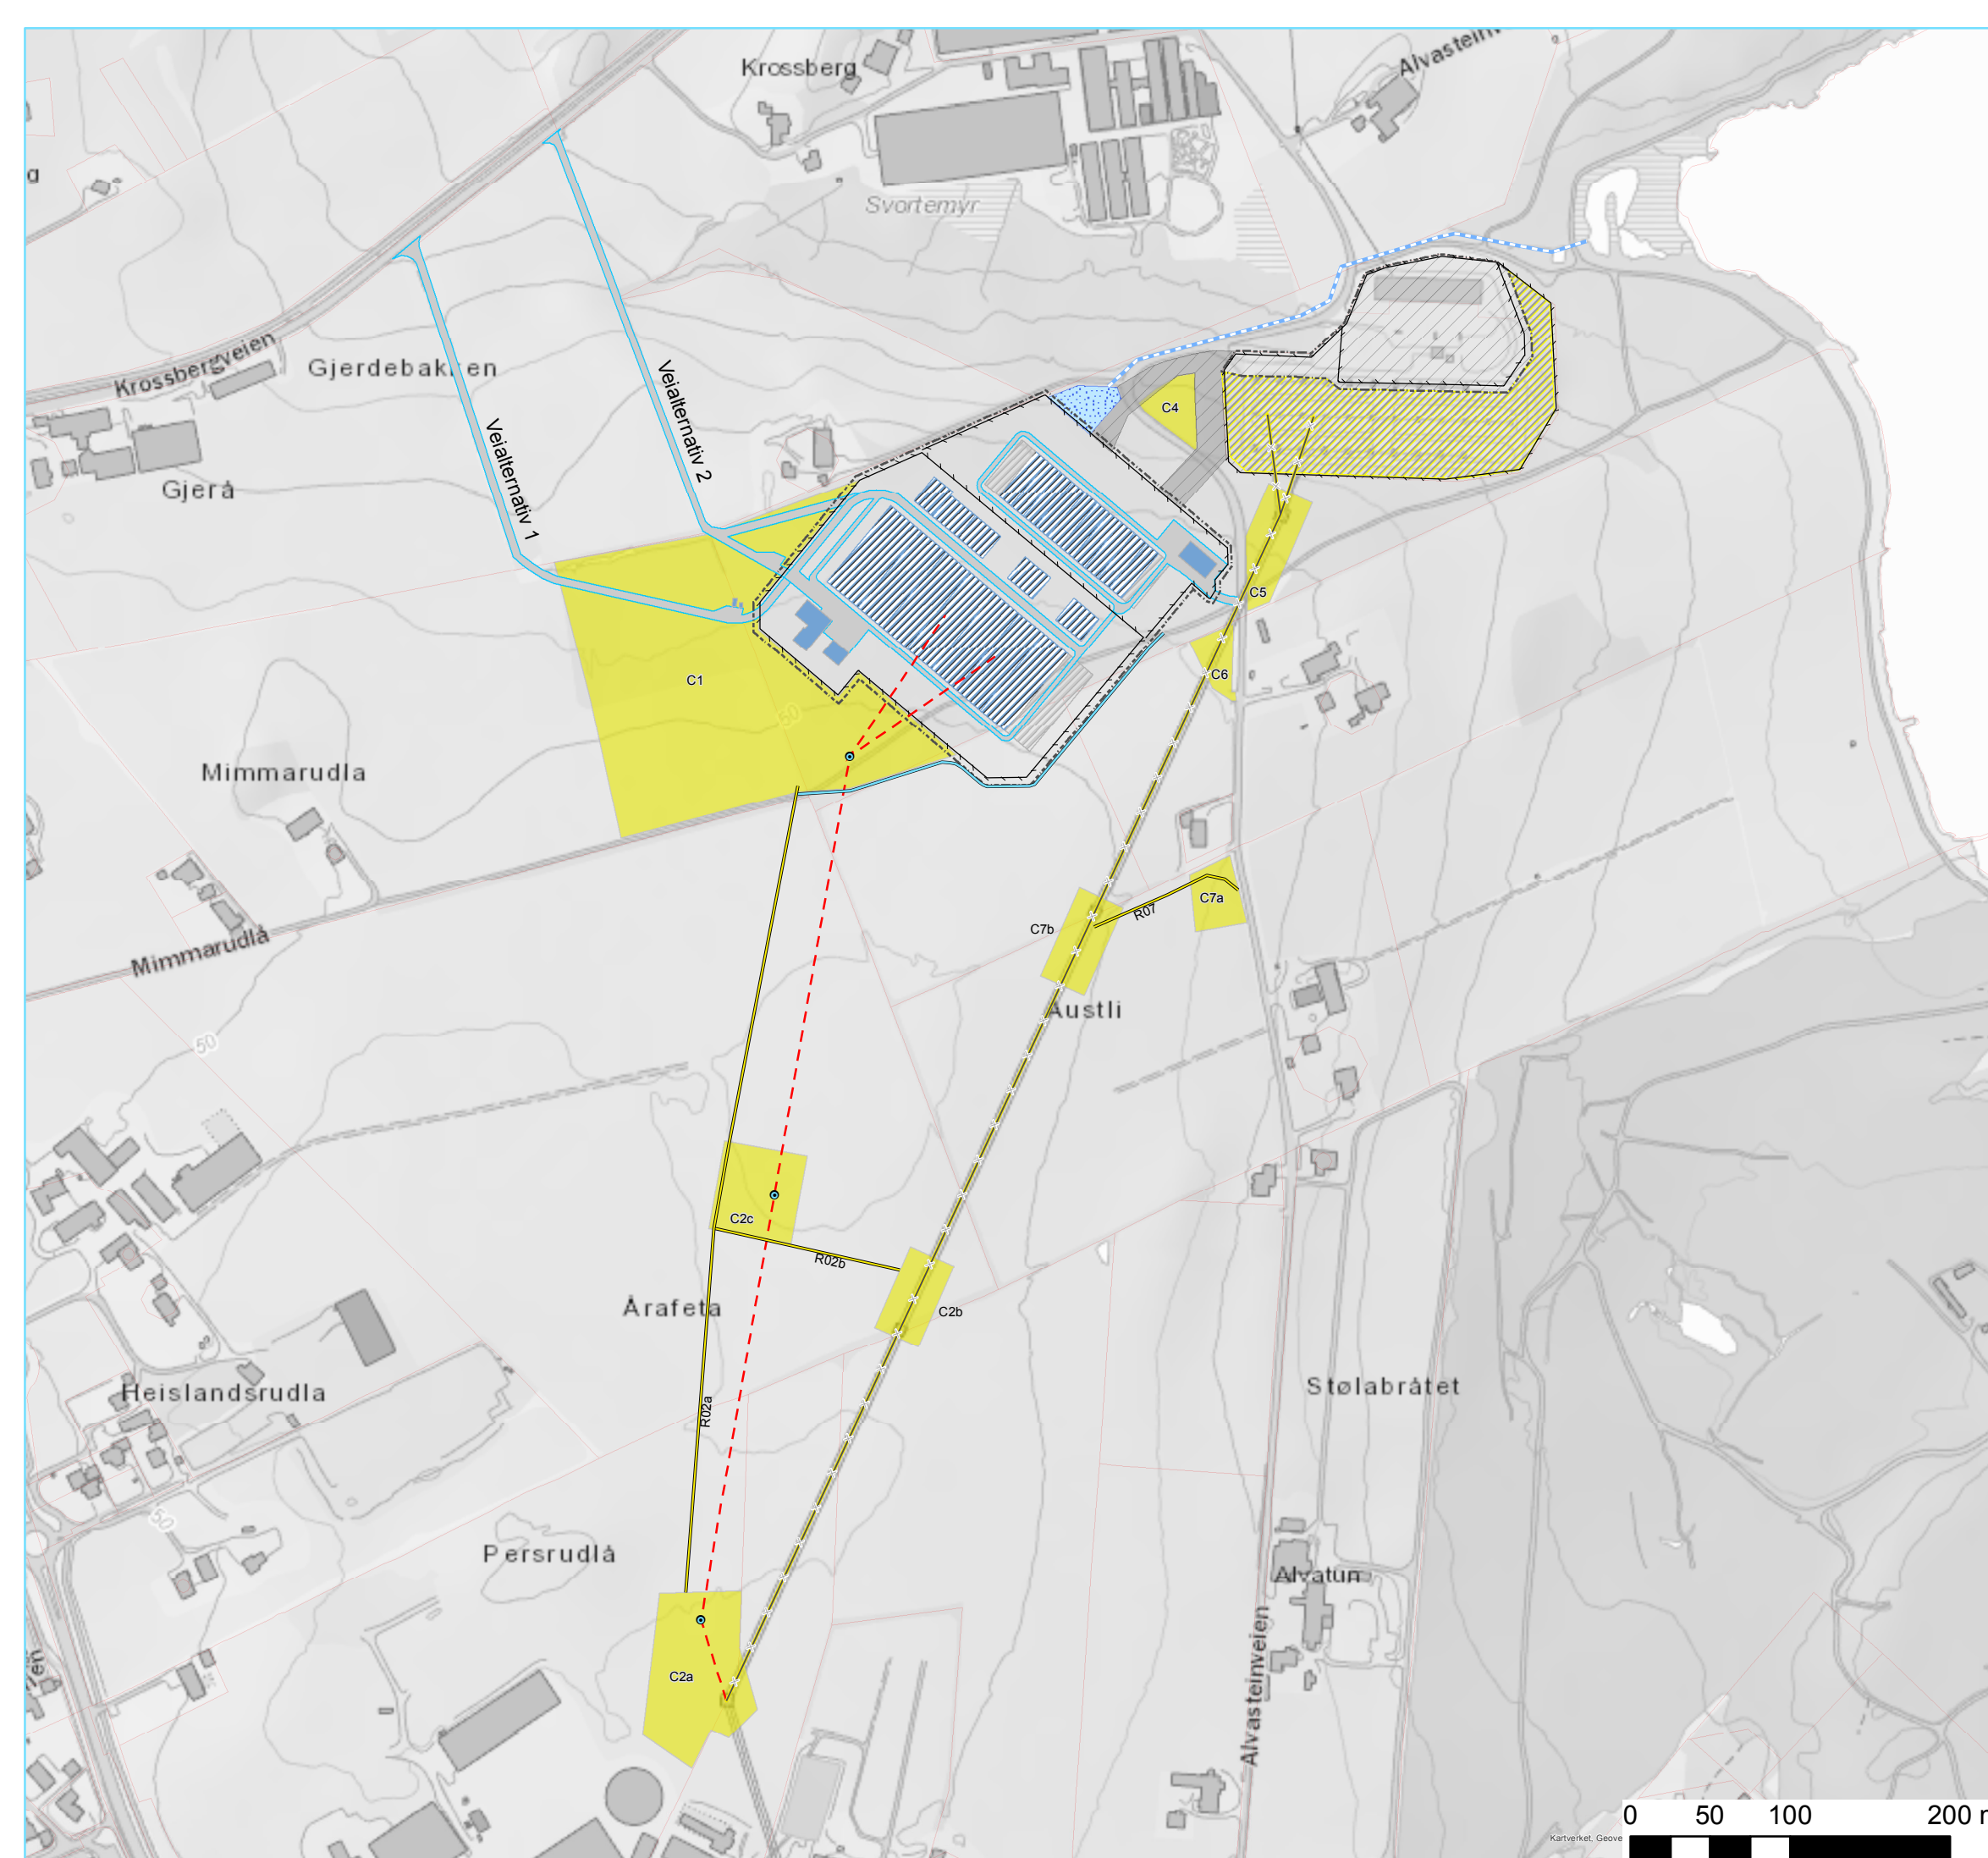 Krossberg
Alvastein
g
Svortemyr
Krossbergveien
Gjerdebakken
Veialternativ 2
C4
Veialternativ 1
Gjerå
C5
C6
C1
50
Mimmarudla
C7a
R07
C7b
Mimmarudlå
Austli
50
C2c
R02b
Årafeta
C2b
Heislandsrudla
Stølabråtet
R02a
50
Persrudlå
Alvatun
Alvasteinveien
C2a
0 50 100 200 m
Kartverket, Geove